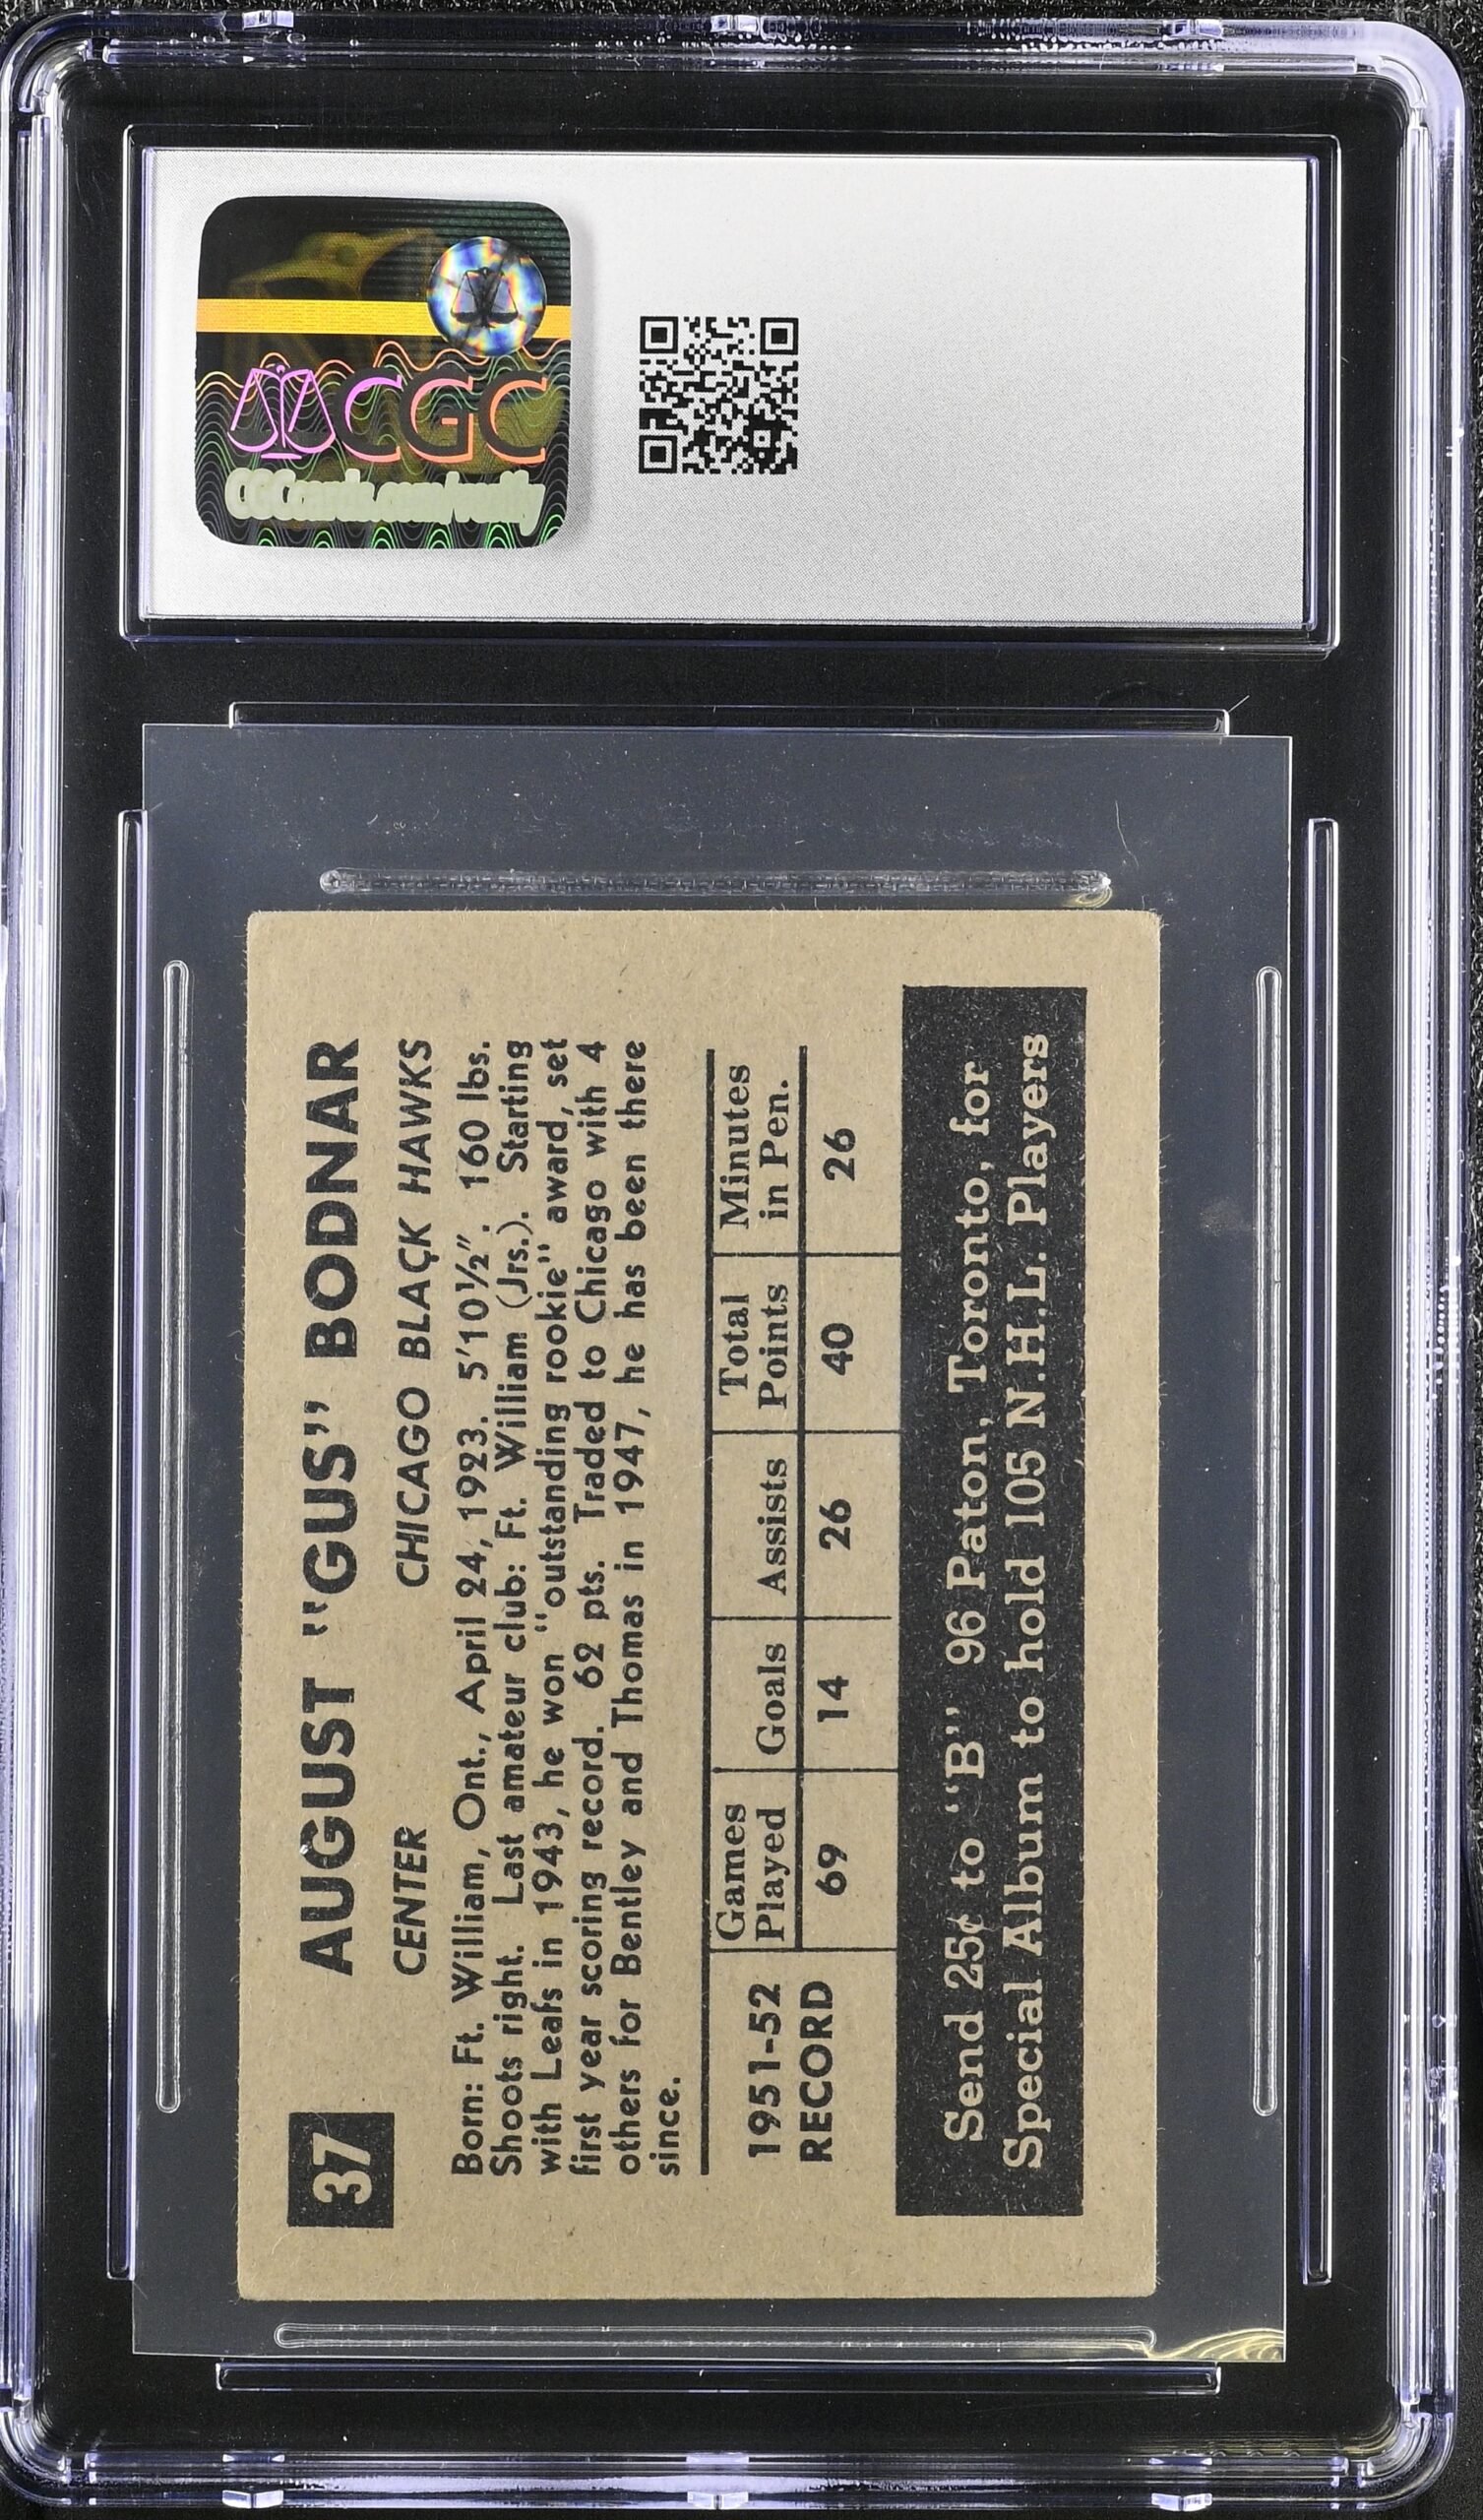 CGC
CGCcards.com/verify
37
AUGUST "GUS" BODNAR
CENTER
CHICAGO BLACK HAWKS
Born: Ft. William, Ont., April 24, 1923. 5'10½". 160 lbs.
Shoots right. Last amateur club: Ft. William (Jrs.). Starting
with Leafs in 1943, he won "outstanding rookie" award, set
first year scoring record. 62 pts. Traded to Chicago with 4
others for Bentley and Thomas in 1947, he has been there
since.
1951-52
RECORD
Games
Played
Goals
Assists
Total
Points
Minutes
in Pen.
69
14
26
40
26
Send 25¢ to "B" 96 Paton, Toronto, for
Special Album to hold 105 N.H.L. Players